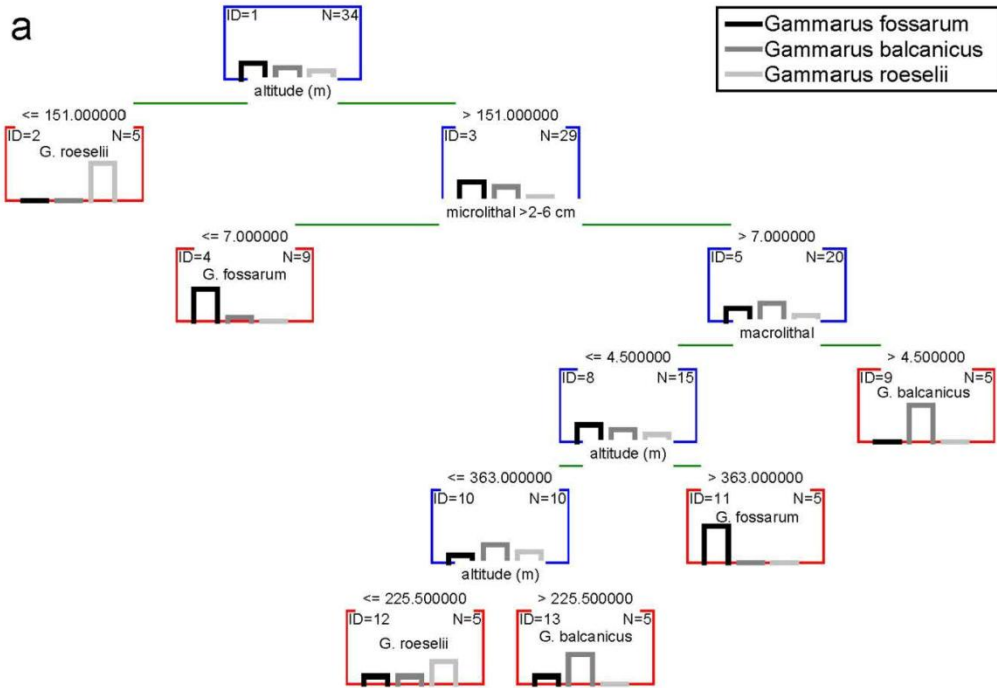 a
Gammarus fossarum
Gammarus balcanicus
Gammarus roeselii
ID=1 N=34
altitude (m)
<= 151.000000 > 151.000000
ID=2 N=5 ID=3 N=29
G. roeselii
microlithal >2-6 cm
<= 7.000000 > 7.000000
ID=4 N=9 ID=5 N=20
G. fossarum
macrolithal
<= 4.500000 > 4.500000
ID=8 N=15 ID=9 N=5
G. balcanicus
altitude (m)
<= 363.000000 > 363.000000
ID=10 N=10 ID=11 N=5
G. fossarum
altitude (m)
<= 225.500000 > 225.500000
ID=12 N=5 ID=13 N=5
G. roeselii G. balcanicus